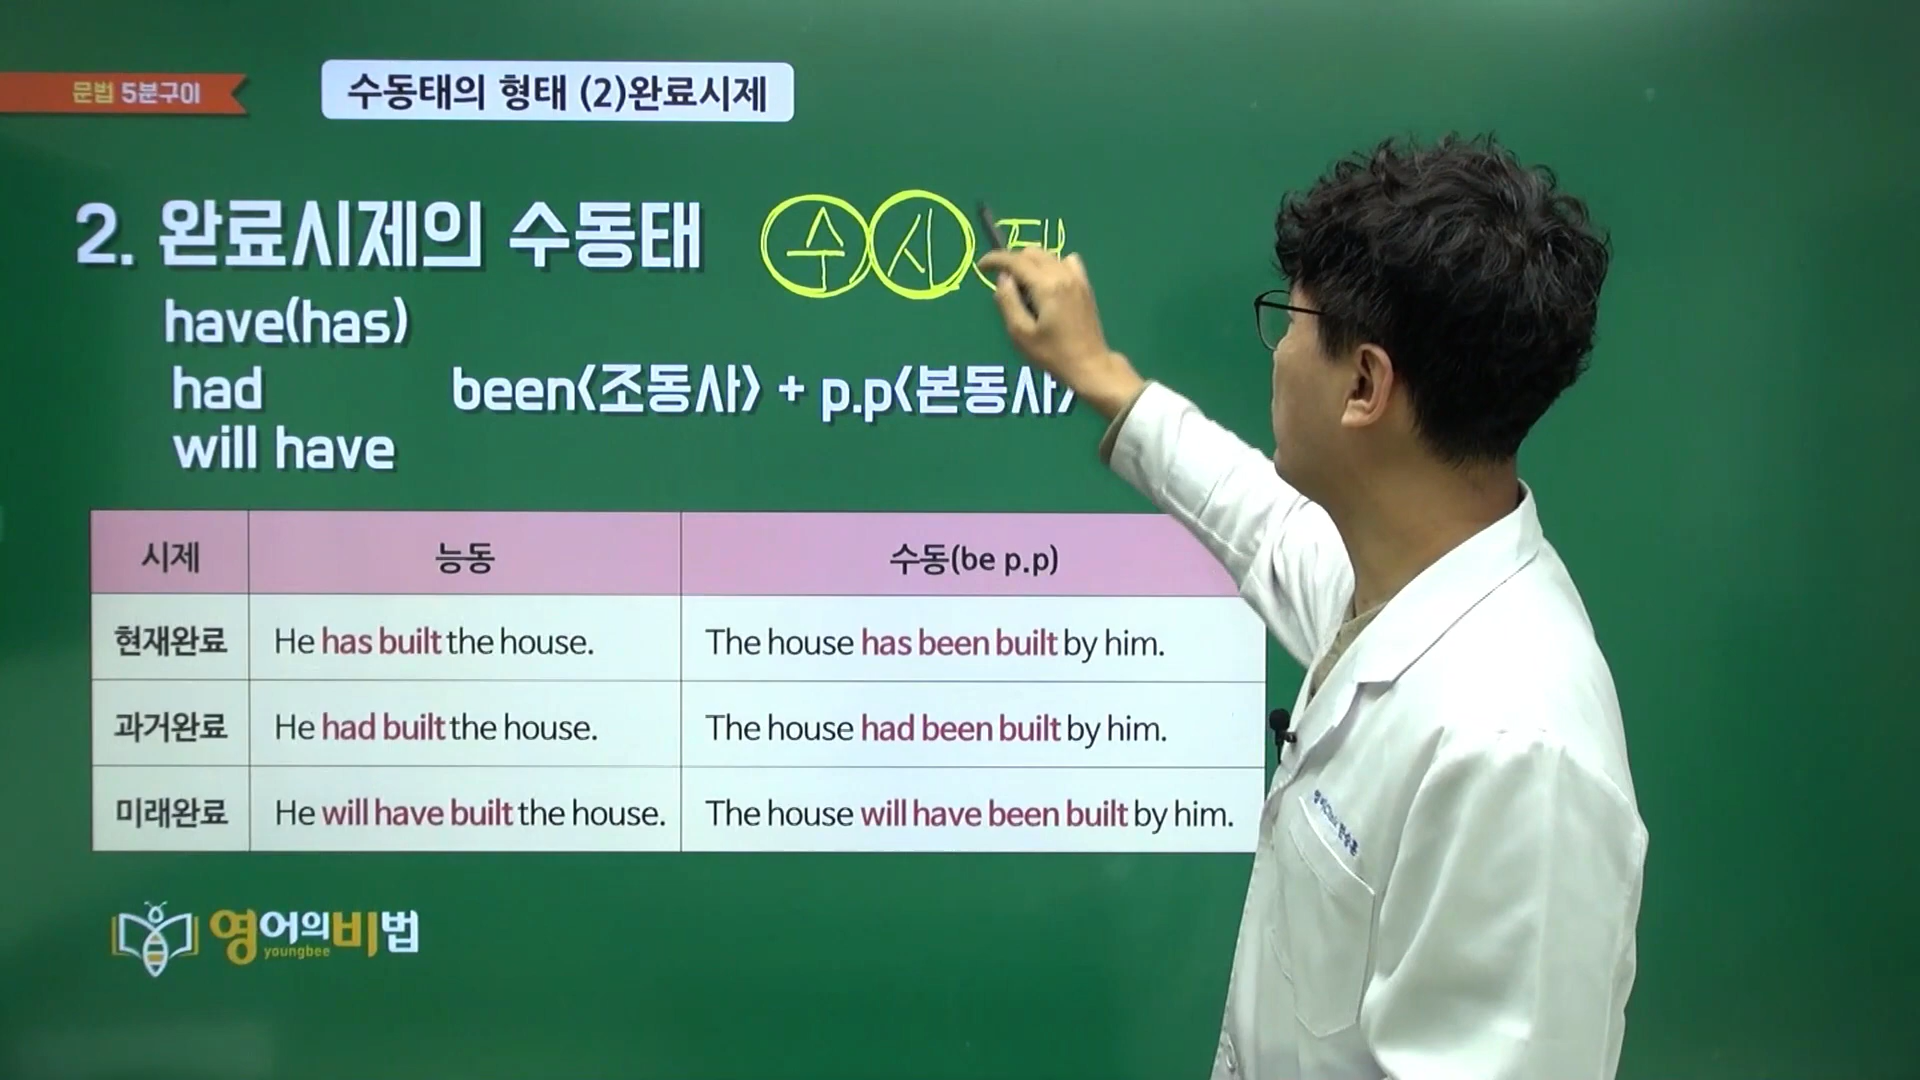 문법 5분구이
수동태의 형태 (2)완료시제
2. 완료시제의 수동태
수 시 태
have(has)
had been<조동사> + p.p<본동사>
will have
시제 능동 수동(be p.p)
현재완료 He has built the house. The house has been built by him.
과거완료 He had built the house. The house had been built by him.
미래완료 He will have built the house. The house will have been built by him.
영어의비법
youngbee